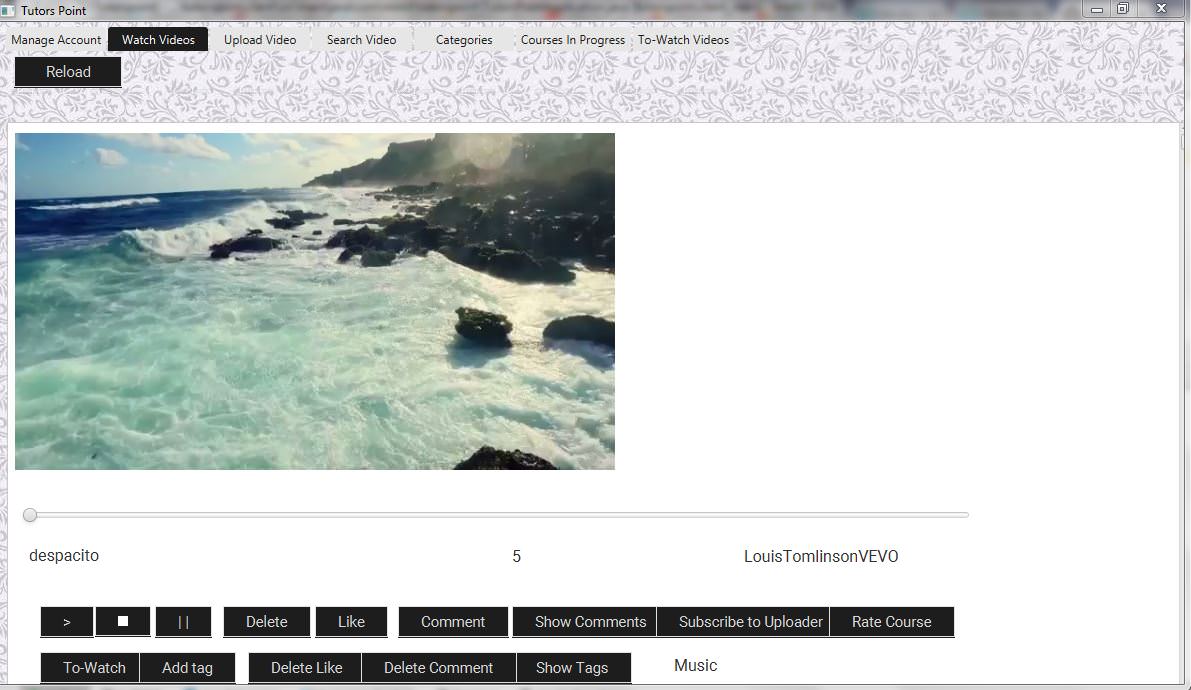 Tutors Point
Manage Account Watch Videos Upload Video Search Video Categories Courses In Progress To-Watch Videos
Reload
despacito 5 LouisTomlinsonVEVO
> ■ || Delete Like Comment Show Comments Subscribe to Uploader Rate Course
To-Watch Add tag Delete Like Delete Comment Show Tags Music